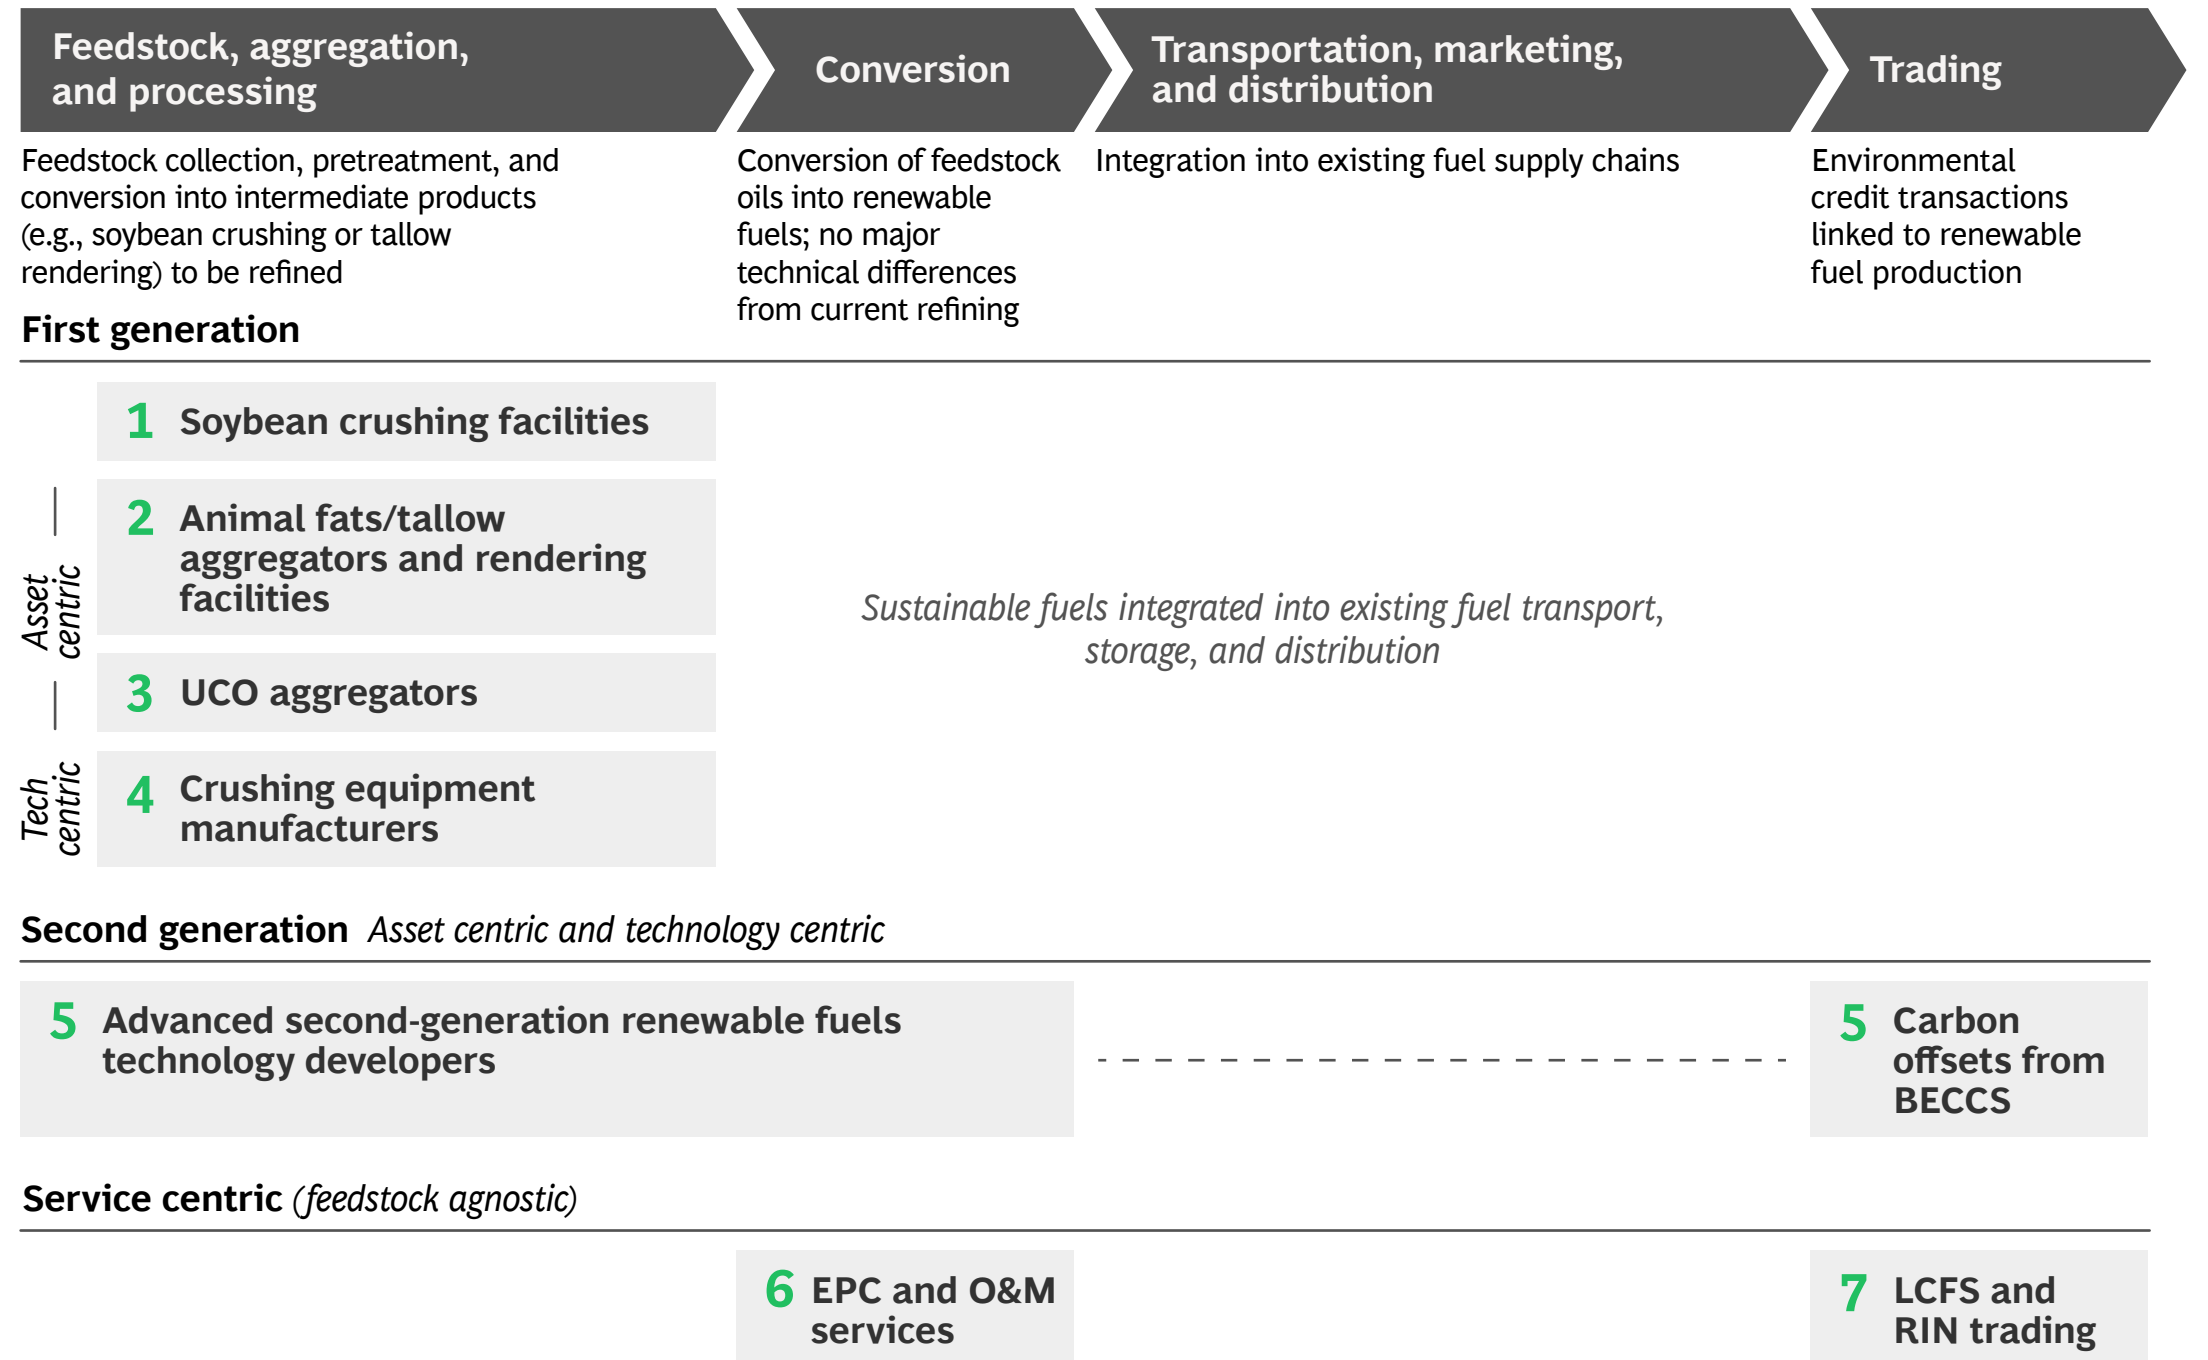 Feedstock, aggregation,
and processing
Conversion
Transportation, marketing,
and distribution
Trading
Feedstock collection, pretreatment, and
conversion into intermediate products
(e.g., soybean crushing or tallow
rendering) to be refined
Conversion of feedstock
oils into renewable
fuels; no major
technical differences
from current refining
Integration into existing fuel supply chains
Environmental
credit transactions
linked to renewable
fuel production
First generation
Asset
centric
Tech
centric
1 Soybean crushing facilities
2 Animal fats/tallow
aggregators and rendering
facilities
3 UCO aggregators
4 Crushing equipment
manufacturers
Sustainable fuels integrated into existing fuel transport,
storage, and distribution
Second generation Asset centric and technology centric
5 Advanced second-generation renewable fuels
technology developers
5 Carbon
offsets from
BECCS
Service centric (feedstock agnostic)
6 EPC and O&M
services
7 LCFS and
RIN trading